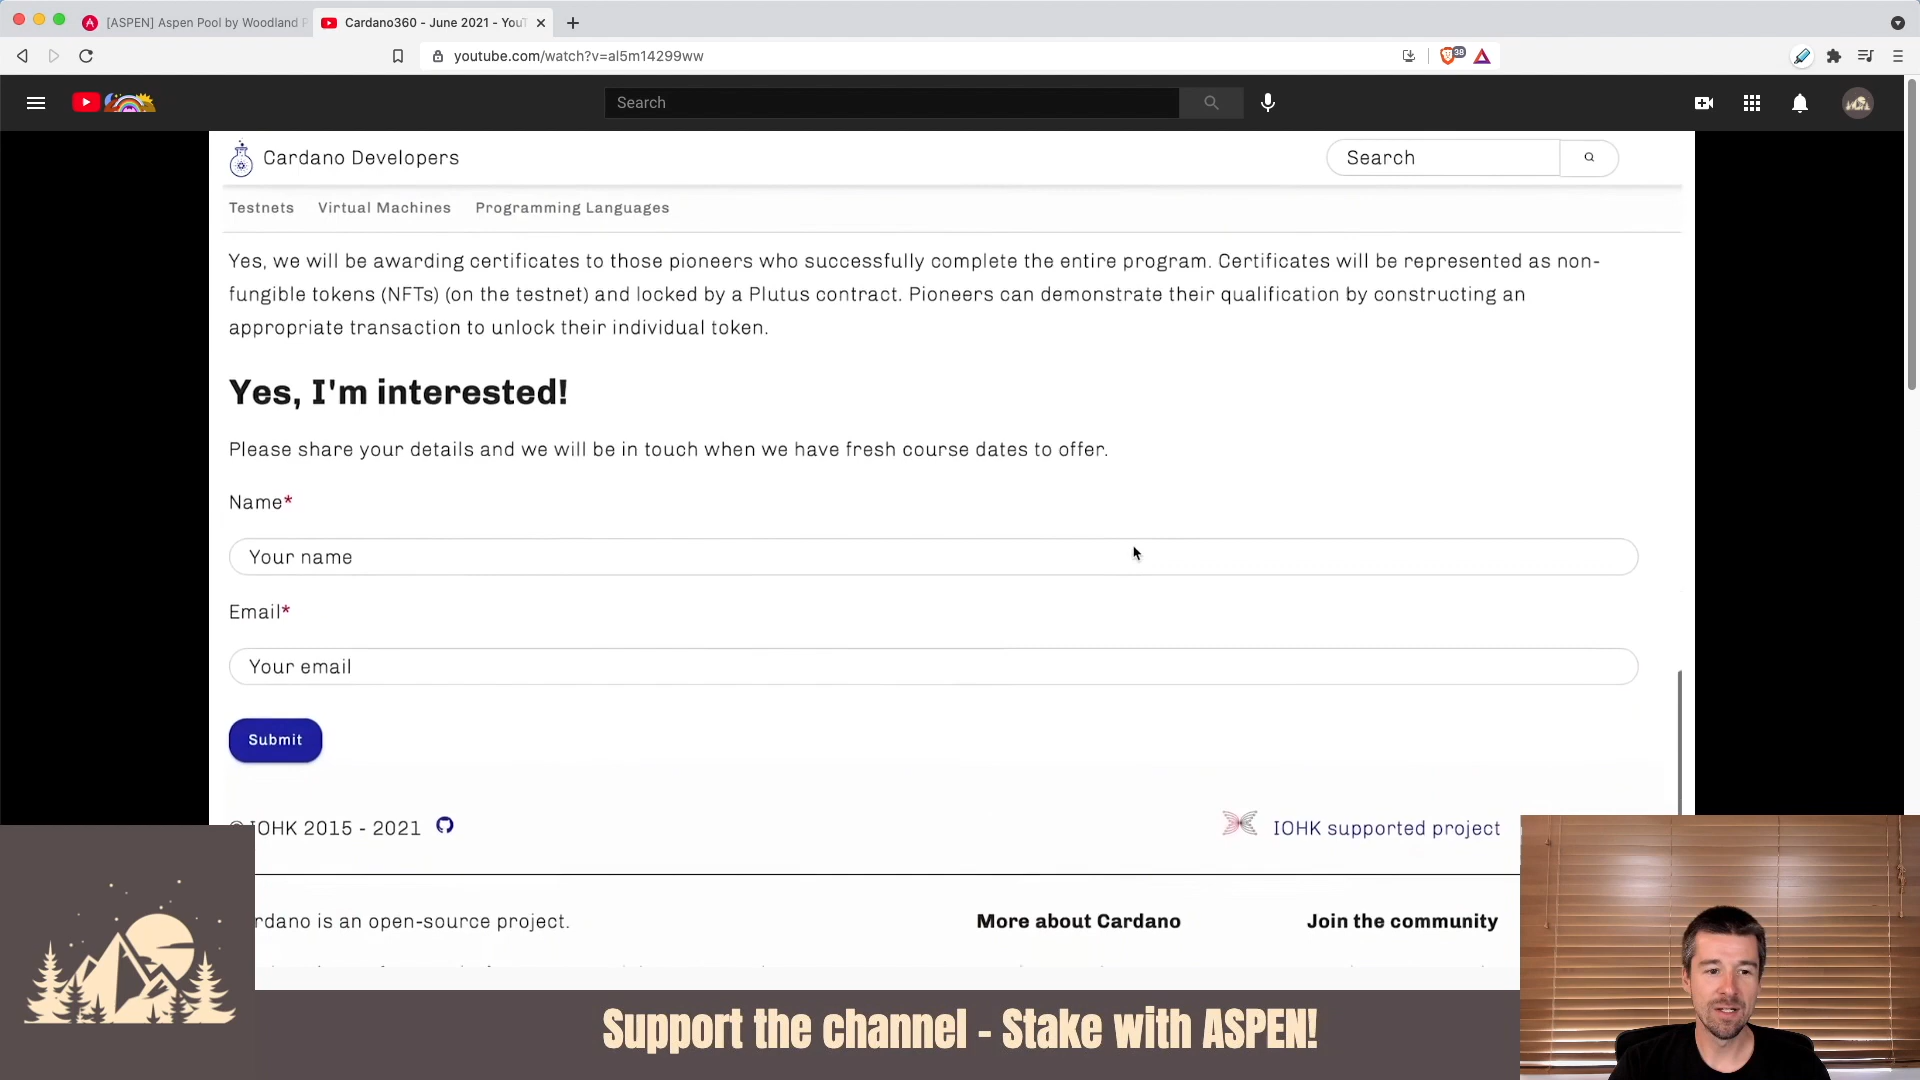 [ASPEN] Aspen Pool by Woodland P
Cardano360 - June 2021 - YouT
youtube.com/watch?v=al5m14299ww
38
Search
Cardano Developers
Search
Testnets Virtual Machines Programming Languages
Yes, we will be awarding certificates to those pioneers who successfully complete the entire program. Certificates will be represented as non-
fungible tokens (NFTs) (on the testnet) and locked by a Plutus contract. Pioneers can demonstrate their qualification by constructing an
appropriate transaction to unlock their individual token.
Yes, I'm interested!
Please share your details and we will be in touch when we have fresh course dates to offer.
Name*
Your name
Email*
Your email
Submit
© IOHK 2015 - 2021
IOHK supported project
rdano is an open-source project.
More about Cardano
Join the community
Support the channel - Stake with ASPEN!